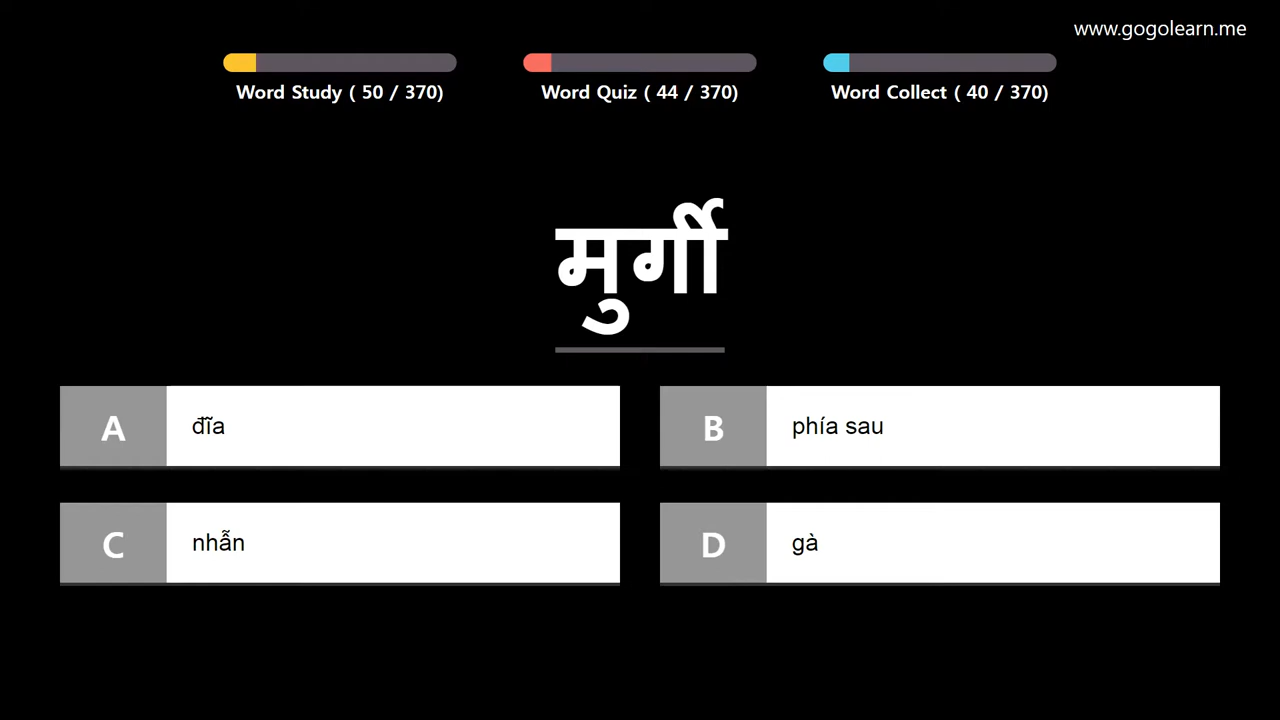 www.gogolearn.me
Word Study ( 50 / 370)
Word Quiz ( 44 / 370)
Word Collect ( 40 / 370)
मुर्गी
A đĩa
B phía sau
C nhẫn
D gà